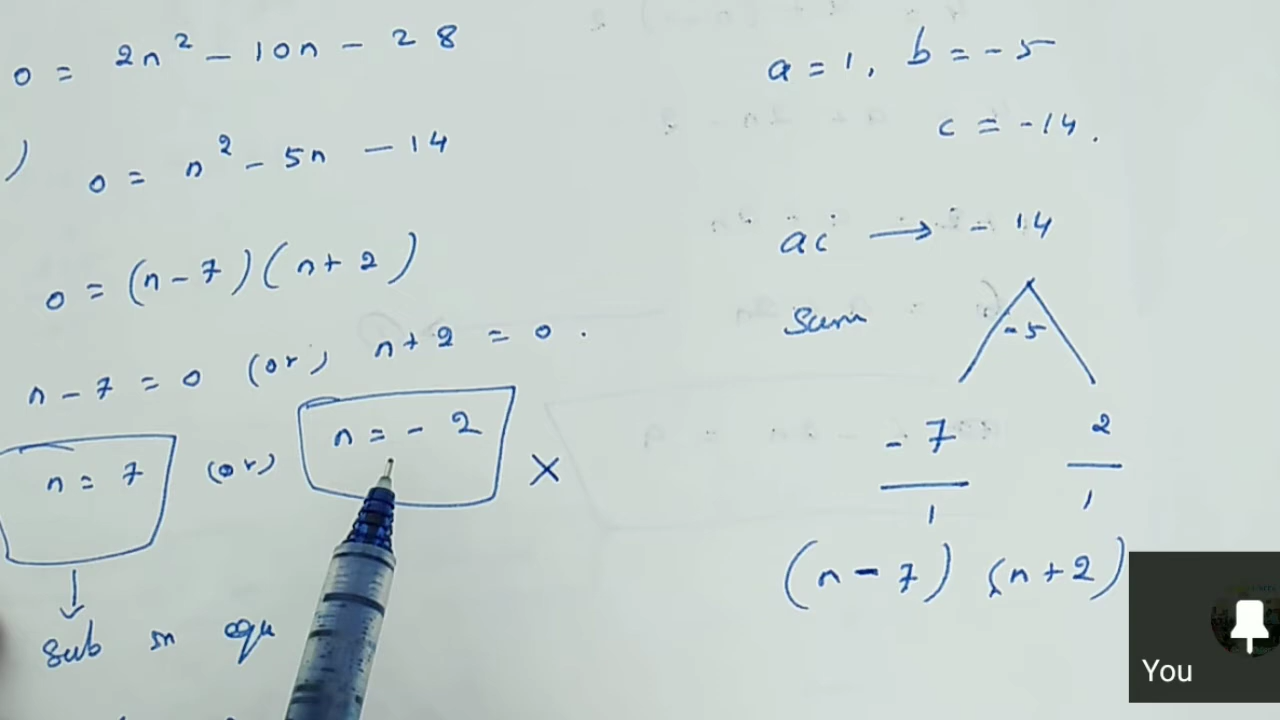 0 = 2n² - 10n - 28
) 0 = n² - 5n - 14
0 = (n - 7)(n + 2)
n - 7 = 0 (or) n + 2 = 0.
n = 7 (or) n = - 2 ×
↓
Sub in equ
a = 1, b = - 5
c = - 14.
ac → - 14
Sum - 5
- 7/1 2/1
(n - 7) (n + 2)
You